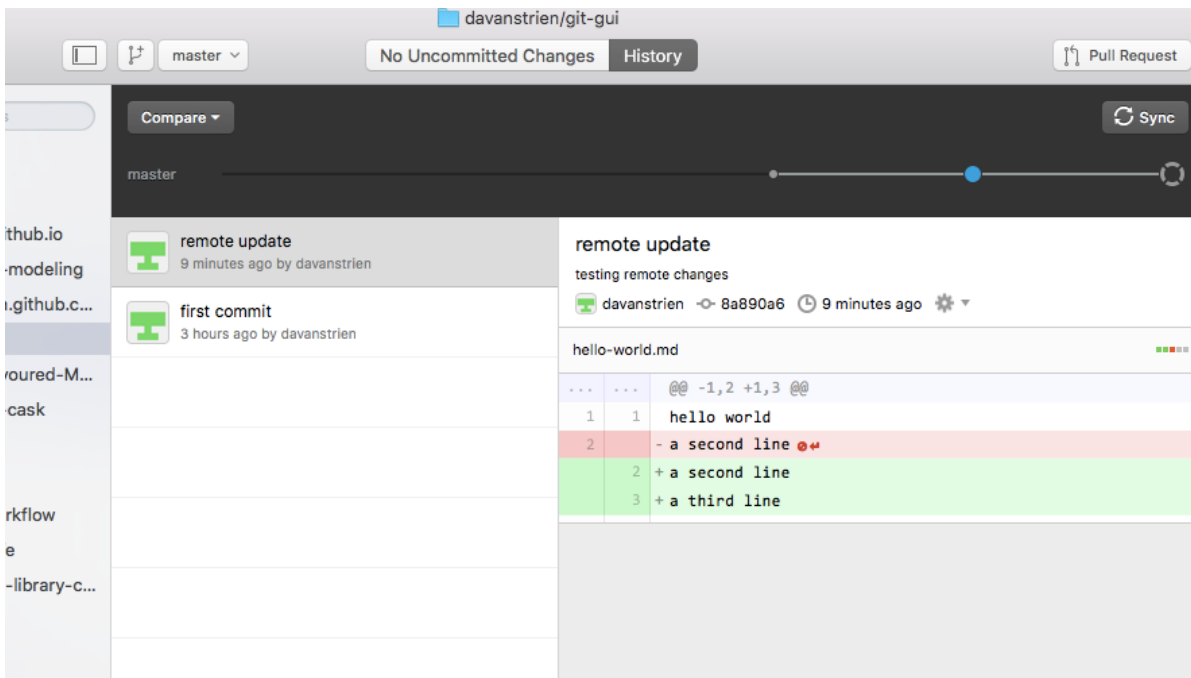 davanstrien/git-gui
master
No Uncommitted Changes
History
Pull Request
Compare
Sync
master
ithub.io
-modeling
.github.c...
voured-M...
-cask
rkflow
e
-library-c...
remote update
9 minutes ago by davanstrien
first commit
3 hours ago by davanstrien
remote update
testing remote changes
davanstrien 8a890a6 9 minutes ago
hello-world.md
... ... @@ -1,2 +1,3 @@
1 1 hello world
2 - a second line
2 + a second line
3 + a third line